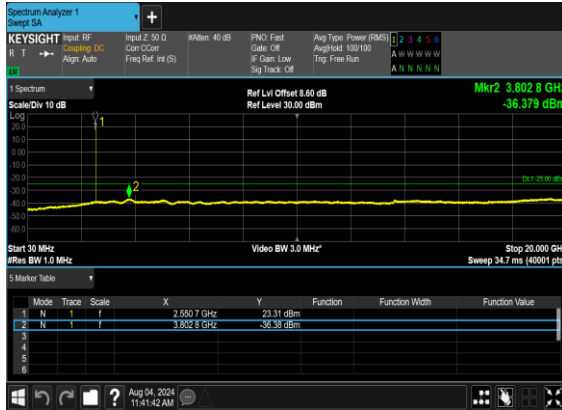 Spectrum Analyzer 1
Swept SA
+
KEYSIGHT Input: RF Input Z: 50 Ω #Atten: 40 dB PNO: Fast Avg Type: Power (RMS) 1 2 3 4 5 6
R T Coupling: DC Corr CCorr Gate: Off Avg|Hold: 100/100 A W W W W W
Align: Auto Freq Ref: Int (S) IF Gain: Low Trig: Free Run
Sig Track: Off A N N N N N
1 Spectrum Ref Lvl Offset 8.60 dB Mkr2 3.802 8 GHz
Scale/Div 10 dB Ref Level 30.00 dBm -36.379 dBm
Log
20.0
10.0
0.00
-10.0
-20.0
-30.0
-40.0
-50.0
-60.0
1
2
DL1 -25.00 dBm
Start 30 MHz Video BW 3.0 MHz* Stop 20.000 GHz
#Res BW 1.0 MHz Sweep 34.7 ms (40001 pts)
5 Marker Table
Mode Trace Scale X Y Function Function Width Function Value
1 N 1 f 2.550 7 GHz 23.31 dBm
2 N 1 f 3.802 8 GHz -36.38 dBm
3
4
5
6
? Aug 04, 2024
11:41:42 AM